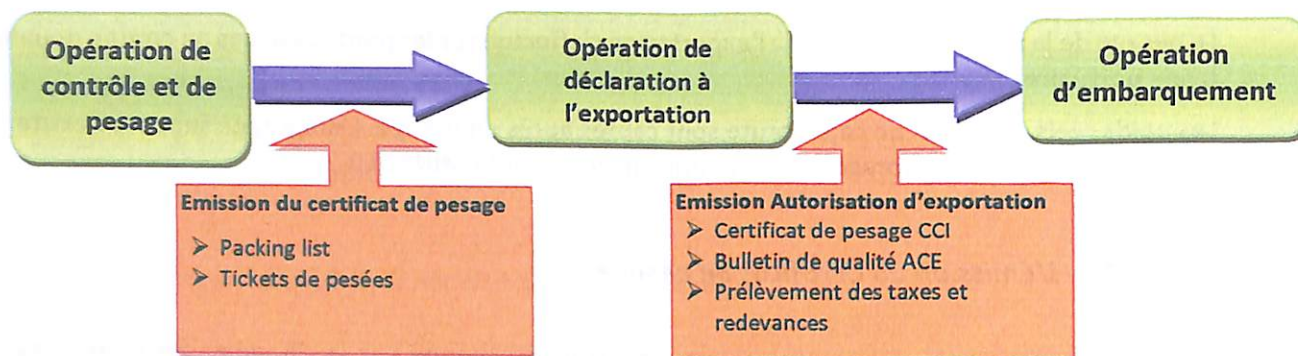 Opération de
contrôle et de
pesage
Opération de
déclaration à
l'exportation
Opération
d'embarquement
Emission du certificat de pesage
➢ Packing list
➢ Tickets de pesées
Emission Autorisation d'exportation
➢ Certificat de pesage CCI
➢ Bulletin de qualité ACE
➢ Prélèvement des taxes et
redevances